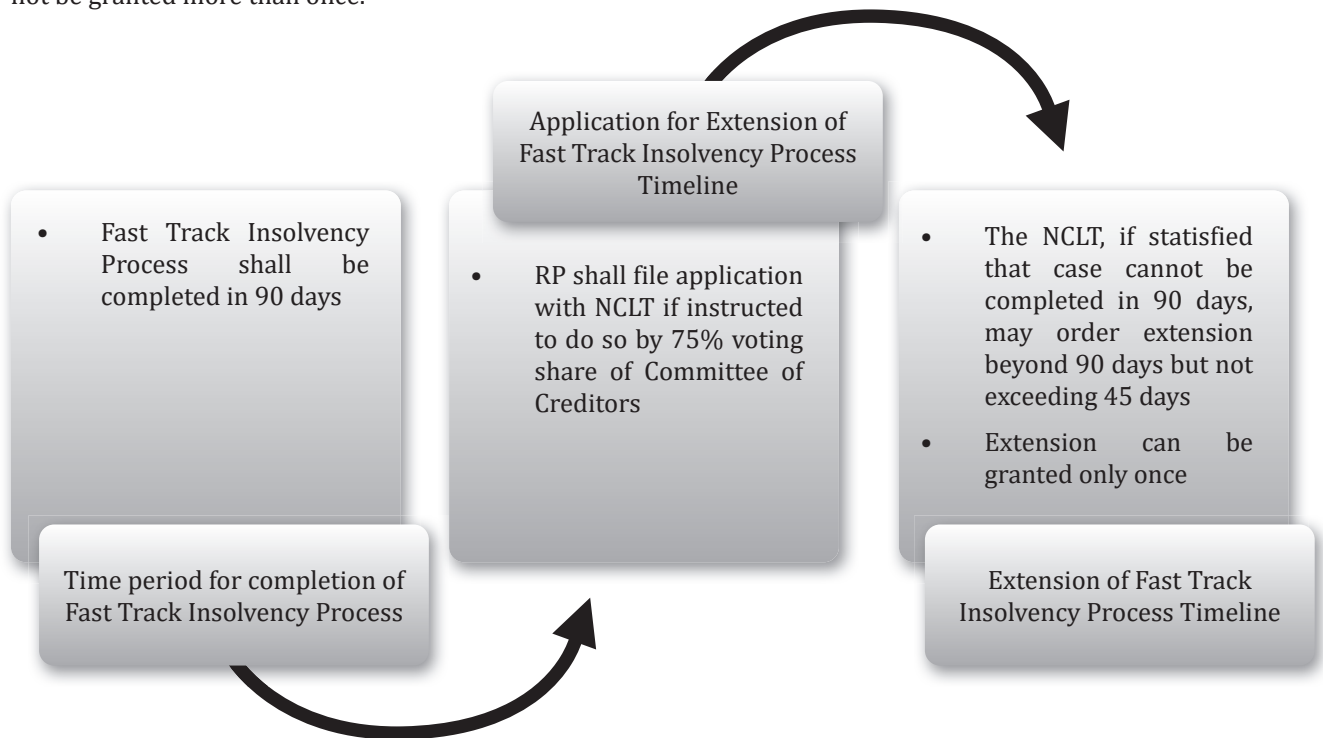 not be granted more than once.
• Fast Track Insolvency
Process shall be
completed in 90 days
Time period for completion of
Fast Track Insolvency Process
Application for Extension of
Fast Track Insolvency Process
Timeline
• RP shall file application
with NCLT if instructed
to do so by 75% voting
share of Committee of
Creditors
• The NCLT, if statisfied
that case cannot be
completed in 90 days,
may order extension
beyond 90 days but not
exceeding 45 days
• Extension can be
granted only once
Extension of Fast Track
Insolvency Process Timeline